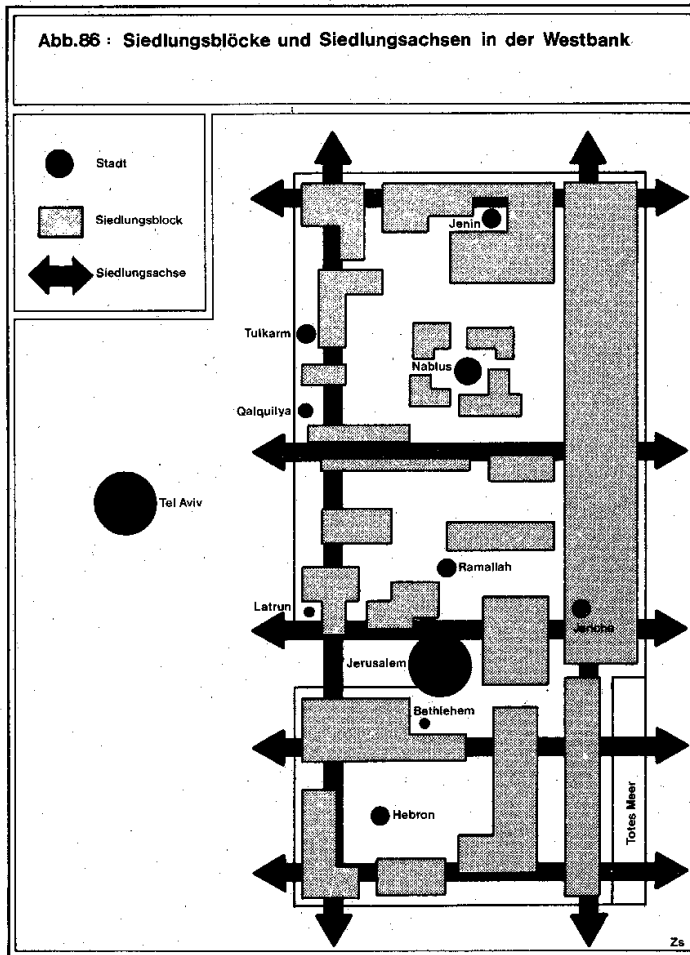 Abb.86 : Siedlungsblöcke und Siedlungsachsen in der Westbank
Stadt
Siedlungsblock
Siedlungsachse
Jenin
Tulkarm
Nablus
Qalquilya
Tel Aviv
Ramallah
Latrun
Jericho
Jerusalem
Bethlehem
Totes Meer
Hebron
Zs